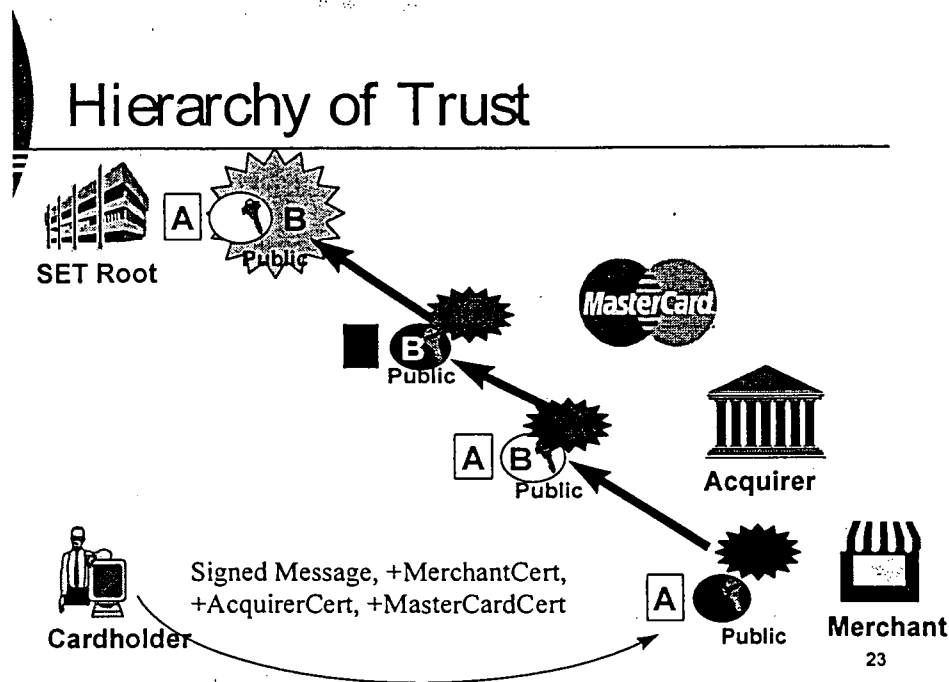 Hierarchy of Trust
A
B
Public
SET Root
MasterCard
B
Public
A
B
Public
Acquirer
Signed Message, +MerchantCert,
+AcquirerCert, +MasterCardCert
A
Public
Cardholder
Merchant
23